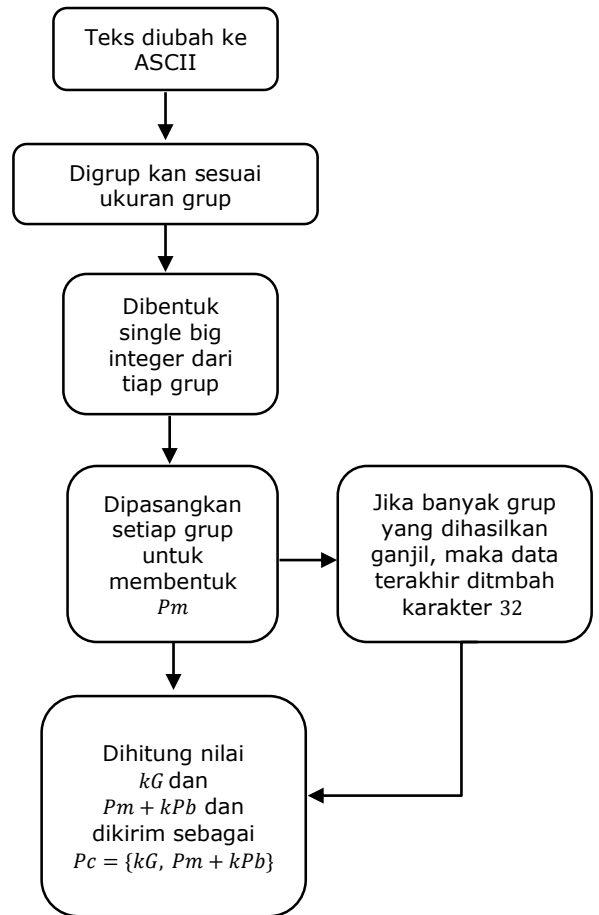 Teks diubah ke
ASCII
Digrup kan sesuai
ukuran grup
Dibentuk
single big
integer dari
tiap grup
Dipasangkan
setiap grup
untuk
membentuk
Pm
Jika banyak grup
yang dihasilkan
ganjil, maka data
terakhir ditmbah
karakter 32
Dihitung nilai
kG dan
Pm + kPb dan
dikirim sebagai
Pc = {kG, Pm + kPb}